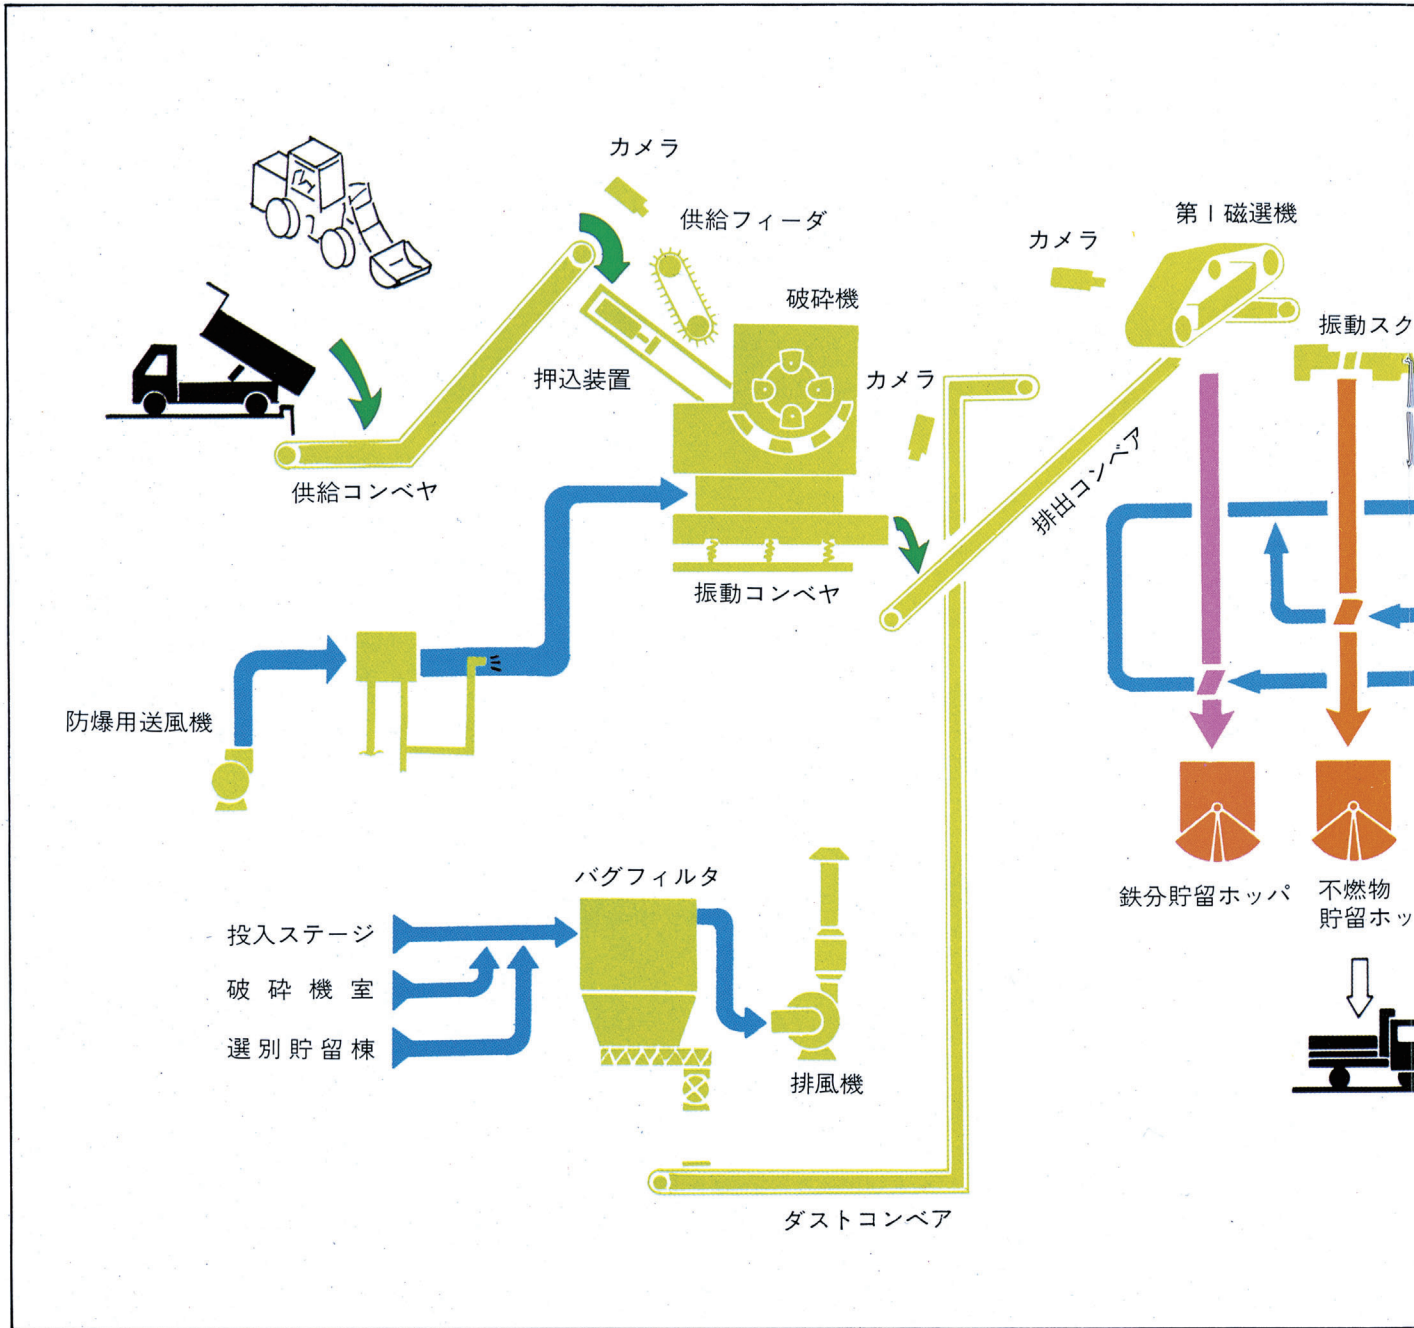 カメラ
供給フィーダ
第1磁選機
カメラ
破砕機
振動スク
押込装置
カメラ
排出コンベア
供給コンベヤ
振動コンベヤ
防爆用送風機
バグフィルタ
鉄分貯留ホッパ
不燃物
貯留ホッ
投入ステージ
破砕機室
選別貯留棟
排風機
ダストコンベア